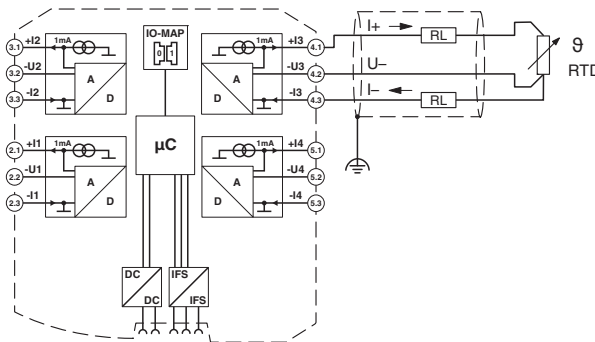 IO-MAP
0 1
3.1 +I2 1mA
3.2 -U2 A
3.3 -I2 D
1mA +I3 4.1
A -U3 4.2
D -I3 4.3
I+ RL
U–
I– RL
ϑ
RTD
µC
2.1 +I1 1mA
2.2 -U1 A
2.3 -I1 D
1mA +I4 5.1
A -U4 5.2
D -I4 5.3
DC
DC
IFS
IFS